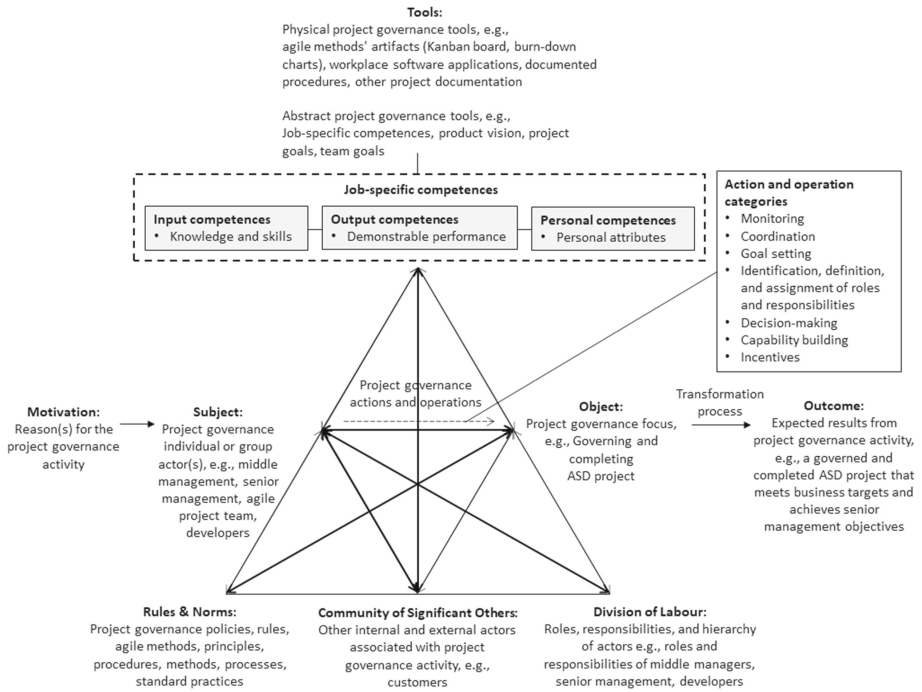 Tools:
Physical project governance tools, e.g.,
agile methods' artifacts (Kanban board, burn-down
charts), workplace software applications, documented
procedures, other project documentation
Abstract project governance tools, e.g.,
Job-specific competences, product vision, project
goals, team goals
Job-specific competences
Input competences
• Knowledge and skills
Output competences
• Demonstrable performance
Personal competences
• Personal attributes
Action and operation
categories
• Monitoring
• Coordination
• Goal setting
• Identification, definition,
and assignment of roles
and responsibilities
• Decision-making
• Capability building
• Incentives
Project governance
actions and operations
Motivation:
Reason(s) for the
project governance
activity
Subject:
Project governance
individual or group
actor(s), e.g., middle
management, senior
management, agile
project team,
developers
Object:
Project governance focus,
e.g., Governing and
completing
ASD project
Transformation
process
Outcome:
Expected results from
project governance activity,
e.g., a governed and
completed ASD project that
meets business targets and
achieves senior
management objectives
Rules & Norms:
Project governance policies, rules,
agile methods, principles,
procedures, methods, processes,
standard practices
Community of Significant Others:
Other internal and external actors
associated with project
governance activity, e.g.,
customers
Division of Labour:
Roles, responsibilities, and hierarchy
of actors e.g., roles and
responsibilities of middle managers,
senior management, developers